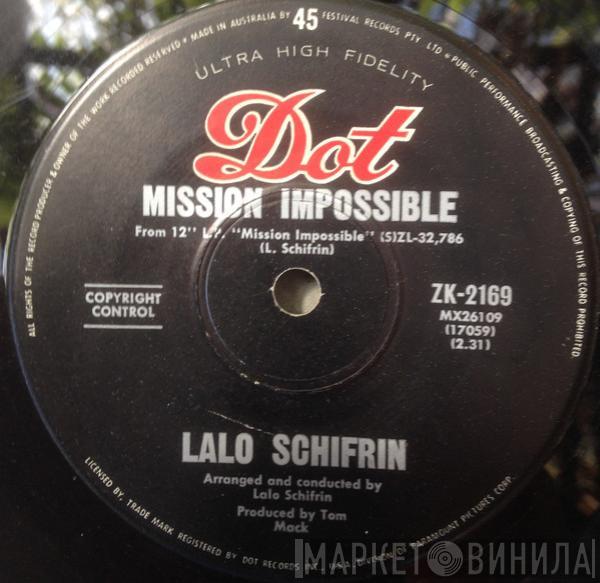 ALL RIGHTS OF THE RECORD PRODUCER & OWNER OF THE WORK RECORDED RESERVED • MADE IN AUSTRALIA BY 45 FESTIVAL RECORDS PTY LTD • PUBLIC PERFORMANCE BROADCASTING & COPYING OF THIS RECORD PROHIBITED.
ULTRA HIGH FIDELITY
Dot
MISSION IMPOSSIBLE
From 12'' L.P. "Mission Impossible" (S)ZL-32,786
(L. Schifrin)
COPYRIGHT
CONTROL
ZK-2169
MX26109
(17059)
(2.31)
LALO SCHIFRIN
Arranged and conducted by
Lalo Schifrin
Produced by Tom
Mack
LICENSED BY, TRADE MARK REGISTERED BY DOT RECORDS INC., A DIVISION OF PARAMOUNT PICTURES CORP.
МАРКЕТ ВИНИЛА